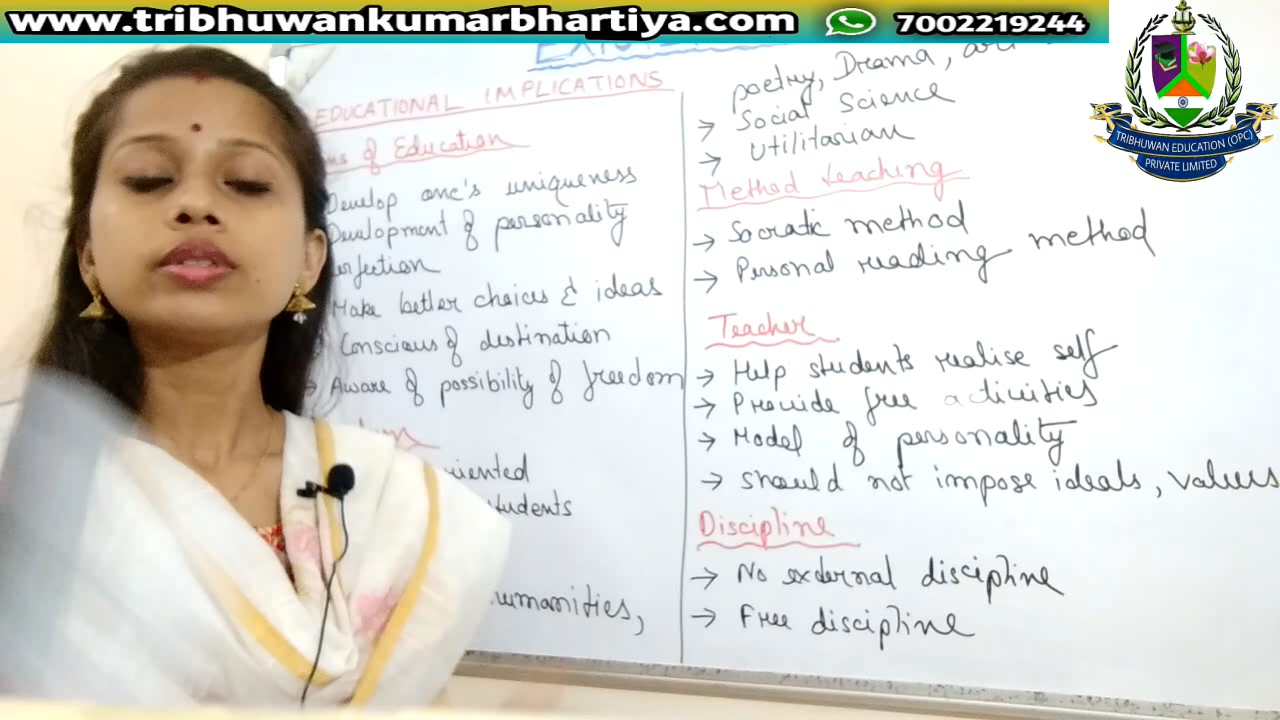 www.tribhuwankumarbhartiya.com
7002219244
TRIBHUWAN EDUCATION (OPC)
PRIVATE LIMITED
EDUCATIONAL IMPLICATIONS
of Education
Develop one's uniqueness
Development of personality
Make better choices & ideas
Conscious of destination
→ Aware of possibility of freedom
poetry, Drama,
→ Social Science
→ Utilitarian
Method teaching
→ Socratic method
→ Personal reading method
Teacher
→ Help students realise self
→ Provide free activities
→ Model of personality
→ should not impose ideals, values
Discipline
→ No external discipline
→ Free discipline